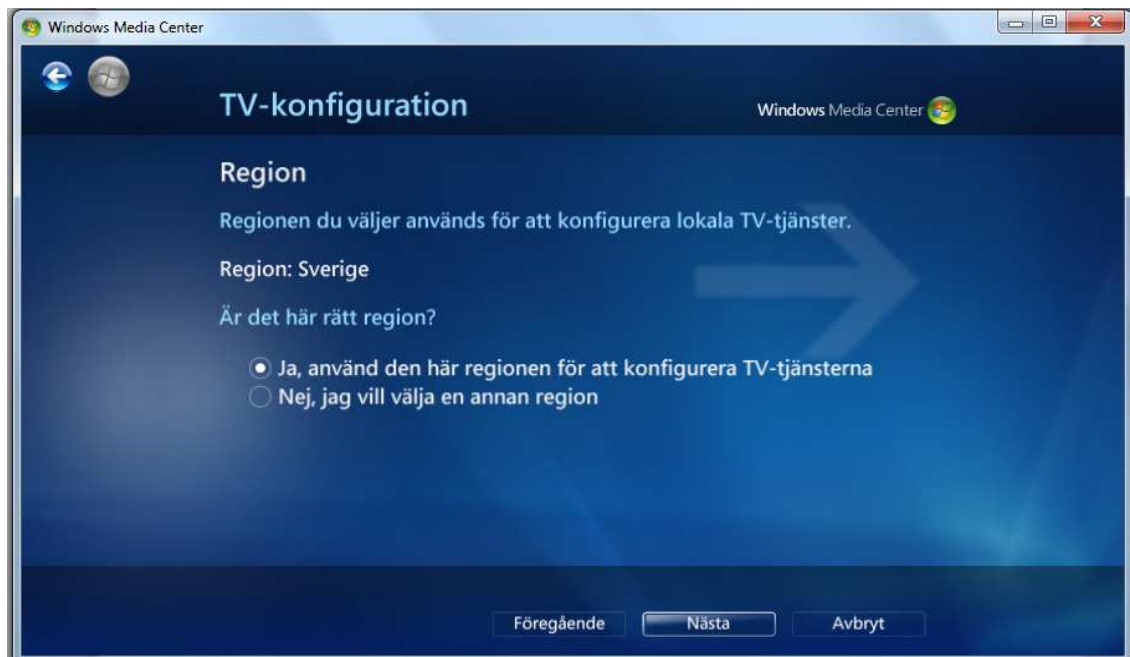 Windows Media Center
TV-konfiguration
Windows Media Center
Region
Regionen du väljer används för att konfigurera lokala TV-tjänster.
Region: Sverige
Är det här rätt region?
Ja, använd den här regionen för att konfigurera TV-tjänsterna
Nej, jag vill välja en annan region
Föregående Nästa Avbryt